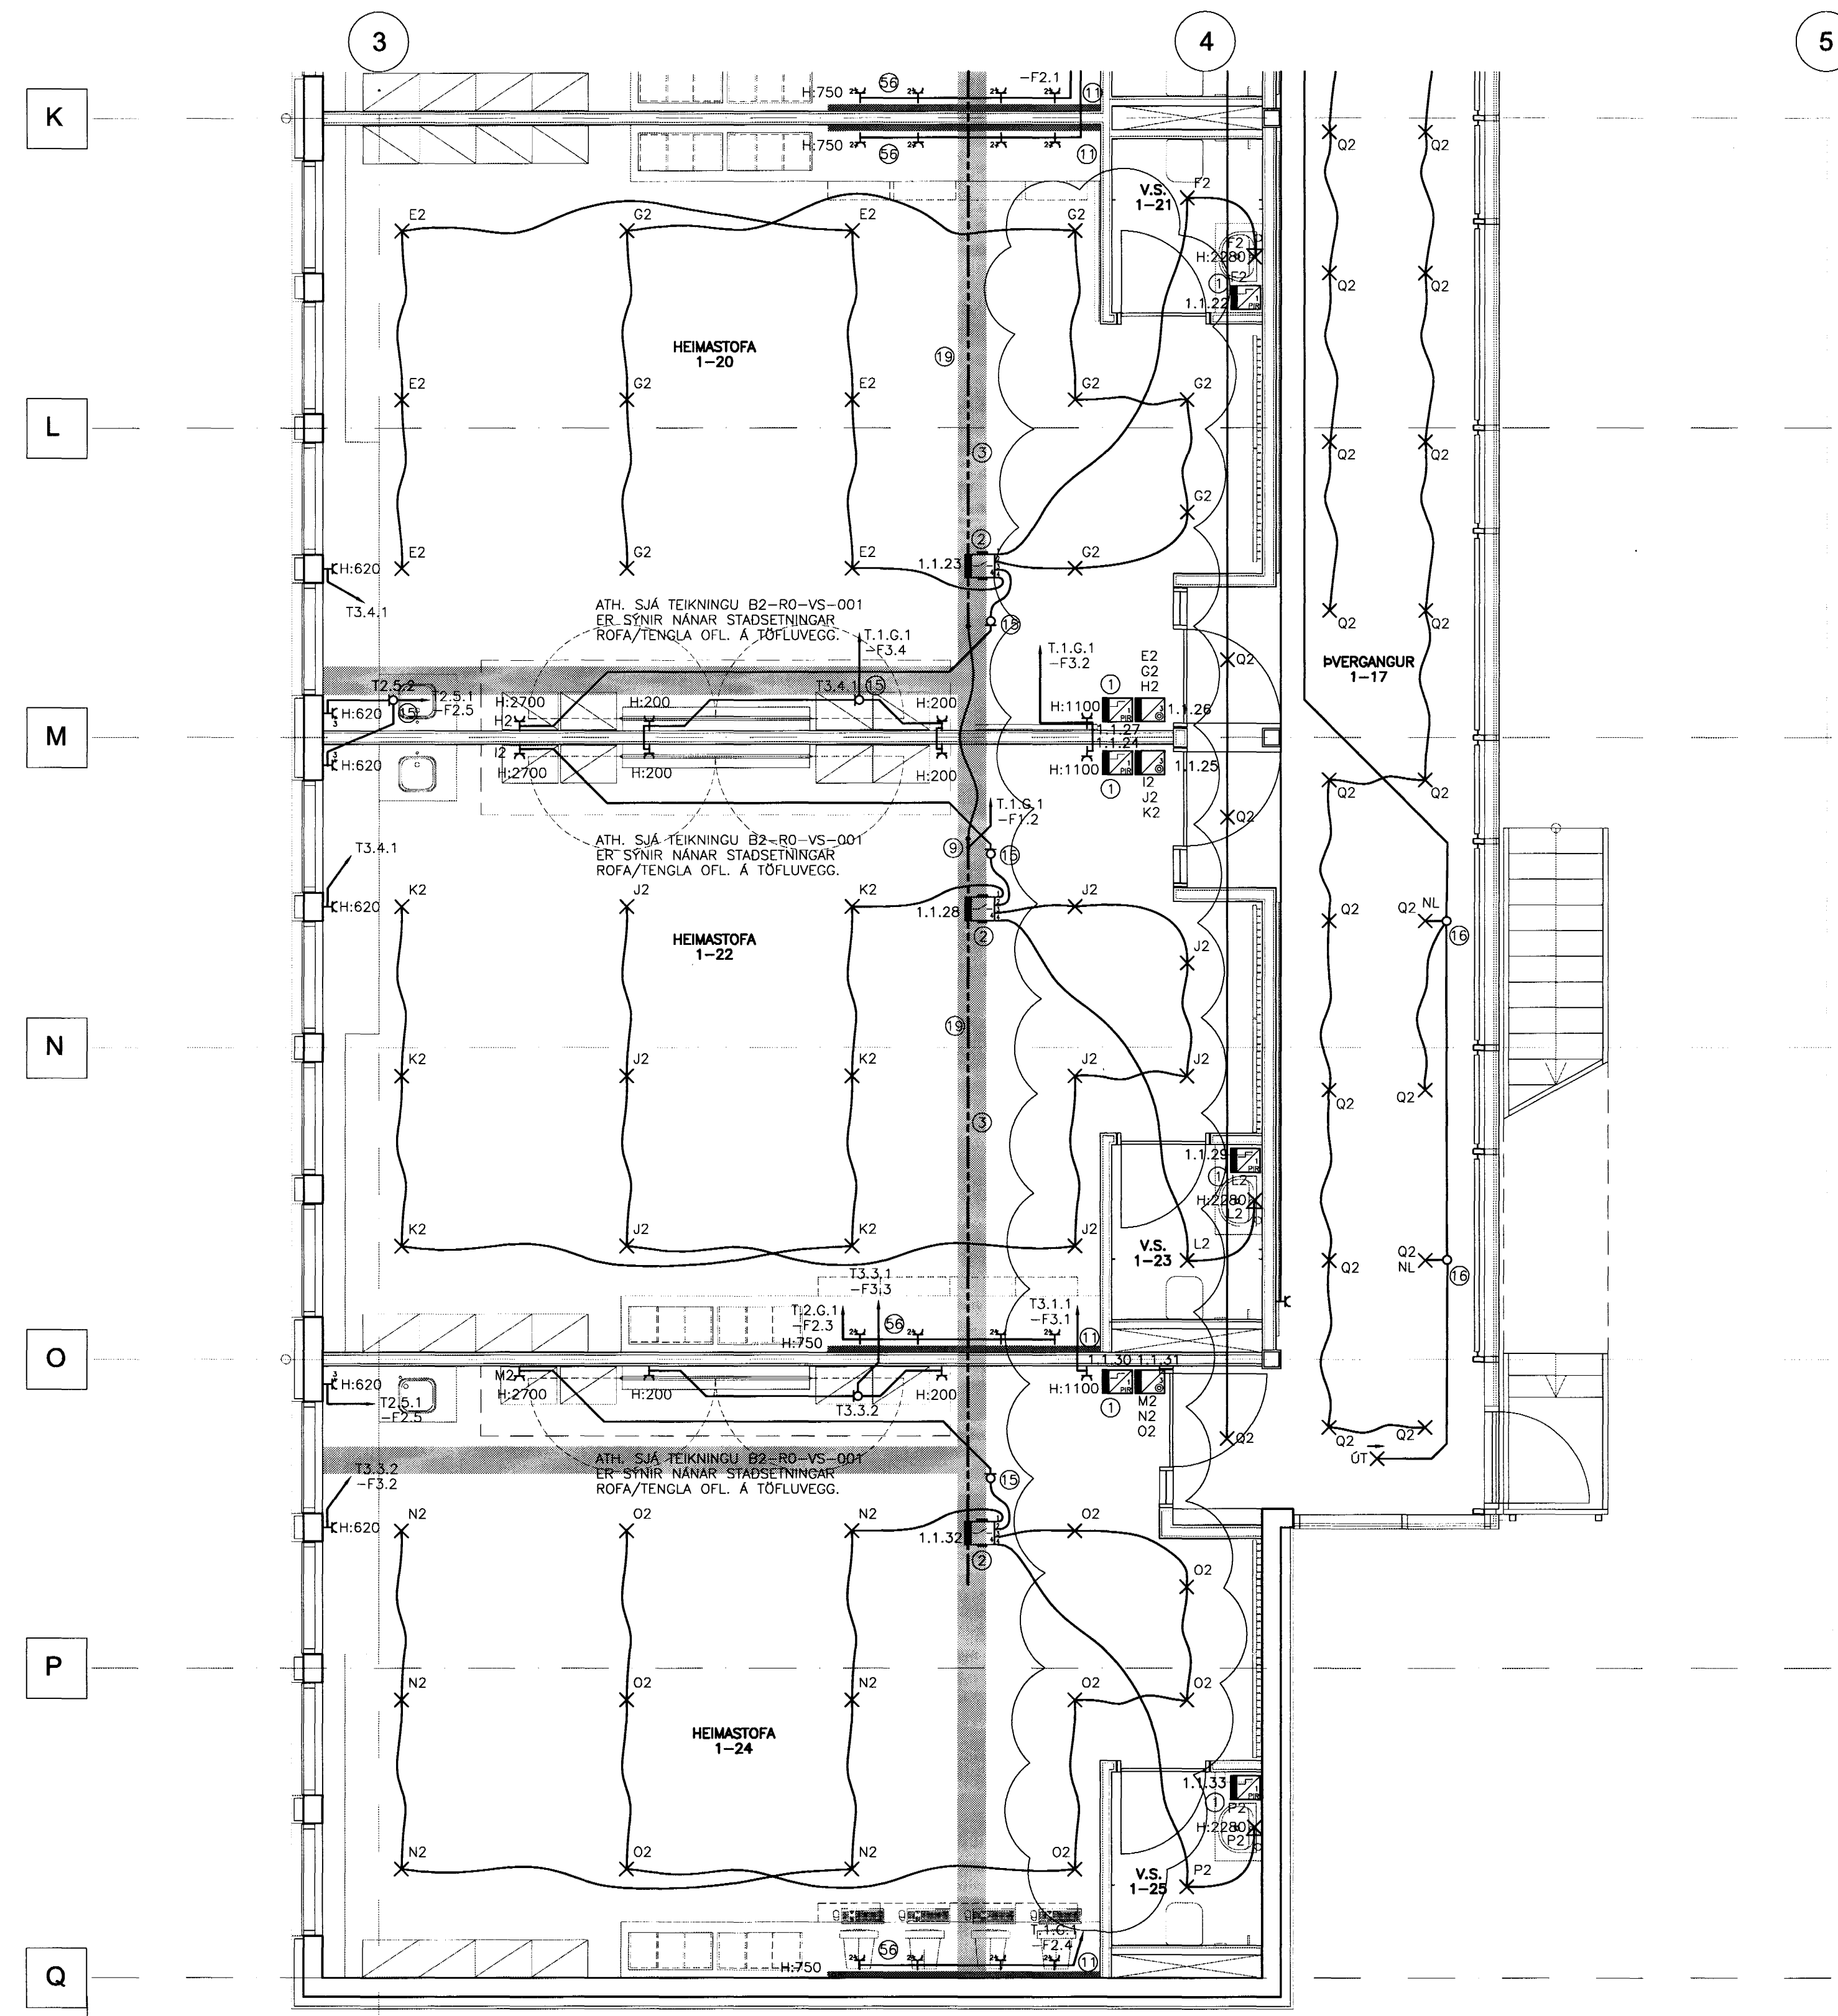 3
4
5
K
56
-F2.1
H:750
11
H:750
56
11
Q2
Q2
V.S.
1-21
F2
E2
G2
E2
G2
F2
H:2280
F2
1
1.1.22
PIR
Q2
Q2
HEIMASTOFA
1-20
19
E2
G2
E2
G2
G2
L
3
Q2
Q2
G2
2
1.1.23
E2
G2
E2
G2
H:620
T3.4.1
ATH. SJÁ TEIKNINGU B2-R0-VS-001
ER SÝNIR NÁNAR STAÐSETNINGAR
ROFA/TENGLA OFL. Á TÖFLUVEGG.
15
Q2
Q2
T.1.G.1
-F3.4
T.1.G.1
-F3.2
E2
G2
H2
Q2
ÞVERGANGUR
1-17
T2.5.2
T2.5.1
-F2.5
T3.4.1
15
1
H:620
15
H:2700
H2
H:200
H:200
H:1100
PIR
1.1.26
M
1.1.27
1.1.24
I2
H:620
H:2700
H:200
H:200
H:1100
PIR
1.1.25
1
I2
J2
K2
Q2
Q2
Q2
T.1.G.1
-F1.2
ATH. SJÁ TEIKNINGU B2-R0-VS-001
ER SÝNIR NÁNAR STAÐSETNINGAR
ROFA/TENGLA OFL. Á TÖFLUVEGG.
9
15
T3.4.1
K2
J2
K2
J2
H:620
1.1.28
2
Q2
Q2
NL
16
HEIMASTOFA
1-22
J2
19
N
K2
J2
K2
J2
J2
Q2
Q2
3
1.1.29
PIR
1
L2
H:2280
L2
K2
J2
K2
J2
V.S.
1-23
L2
Q2
Q2
NL
16
T3.3.1
-F3.3
T.2.G.1
-F2.3
56
T3.1.1
-F3.1
H:750
11
O
1.1.30
1.1.31
H:620
M2
H:2700
H:200
H:200
H:1100
PIR
T2.5.1
-F2.5
T3.3.2
1
M2
N2
O2
Q2
Q2
Q2
ÚT
ATH. SJÁ TEIKNINGU B2-R0-VS-001
ER SÝNIR NÁNAR STAÐSETNINGAR
ROFA/TENGLA OFL. Á TÖFLUVEGG.
T3.3.2
-F3.2
15
N2
O2
N2
O2
H:620
1.1.32
2
O2
P
N2
O2
N2
O2
O2
HEIMASTOFA
1-24
1.1.33
PIR
1
P2
H:2280
P2
N2
O2
N2
O2
V.S.
1-25
P2
T.1.G.1
-F2.4
56
H:750
11
Q